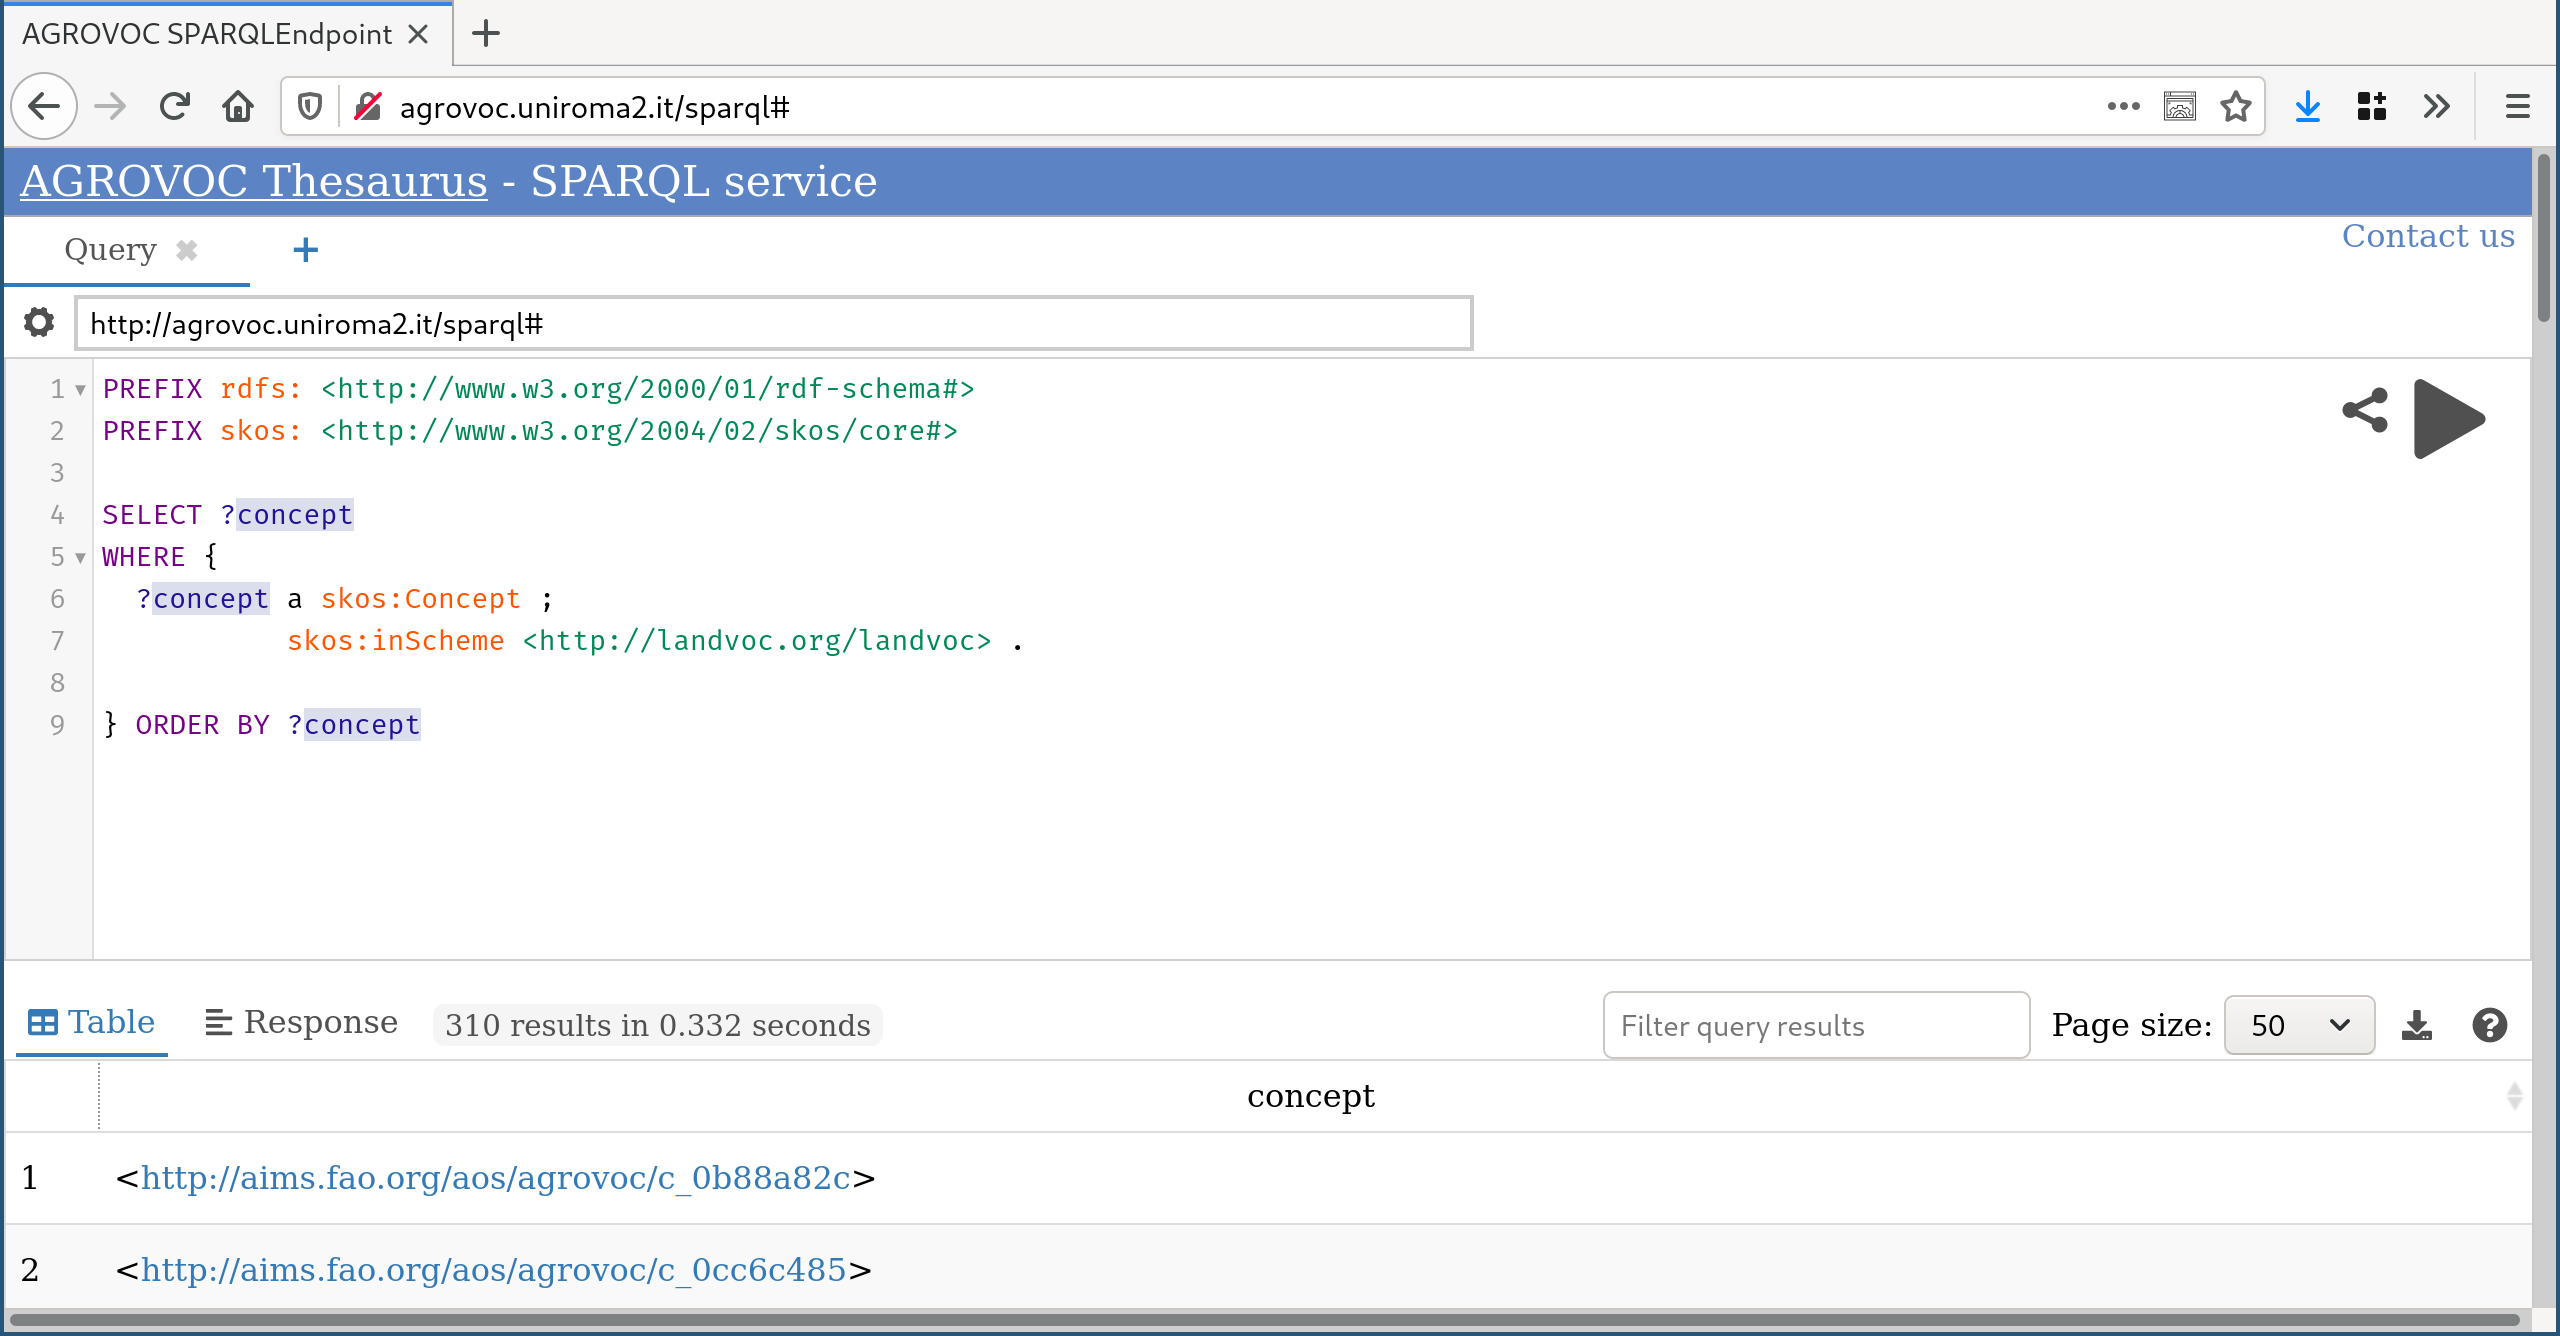 AGROVOC SPARQLEndpoint
agrovoc.uniroma2.it/sparql#
AGROVOC Thesaurus - SPARQL service
Query
Contact us
http://agrovoc.uniroma2.it/sparql#
1 PREFIX rdfs: <http://www.w3.org/2000/01/rdf-schema#>
2 PREFIX skos: <http://www.w3.org/2004/02/skos/core#>
3
4 SELECT ?concept
5 WHERE {
6 ?concept a skos:Concept ;
7 skos:inScheme <http://landvoc.org/landvoc> .
8
9 } ORDER BY ?concept
Table Response 310 results in 0.332 seconds Filter query results Page size: 50
concept
1 <http://aims.fao.org/aos/agrovoc/c_0b88a82c>
2 <http://aims.fao.org/aos/agrovoc/c_0cc6c485>